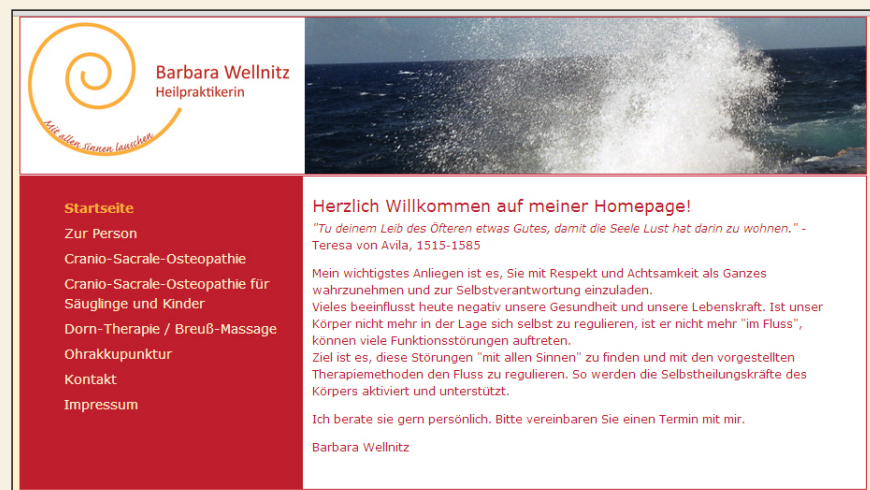 Barbara Wellnitz
Heilpraktikerin
Mit allen sinnen lauschen
Startseite
Zur Person
Cranio-Sacrale-Osteopathie
Cranio-Sacrale-Osteopathie für
Säuglinge und Kinder
Dorn-Therapie / Breuß-Massage
Ohrakkupunktur
Kontakt
Impressum
Herzlich Willkommen auf meiner Homepage!
"Tu deinem Leib des Öfteren etwas Gutes, damit die Seele Lust hat darin zu wohnen." -
Teresa von Avila, 1515-1585
Mein wichtigstes Anliegen ist es, Sie mit Respekt und Achtsamkeit als Ganzes
wahrzunehmen und zur Selbstverantwortung einzuladen.
Vieles beeinflusst heute negativ unsere Gesundheit und unsere Lebenskraft. Ist unser
Körper nicht mehr in der Lage sich selbst zu regulieren, ist er nicht mehr "im Fluss",
können viele Funktionsstörungen auftreten.
Ziel ist es, diese Störungen "mit allen Sinnen" zu finden und mit den vorgestellten
Therapiemethoden den Fluss zu regulieren. So werden die Selbstheilungskräfte des
Körpers aktiviert und unterstützt.
Ich berate sie gern persönlich. Bitte vereinbaren Sie einen Termin mit mir.
Barbara Wellnitz